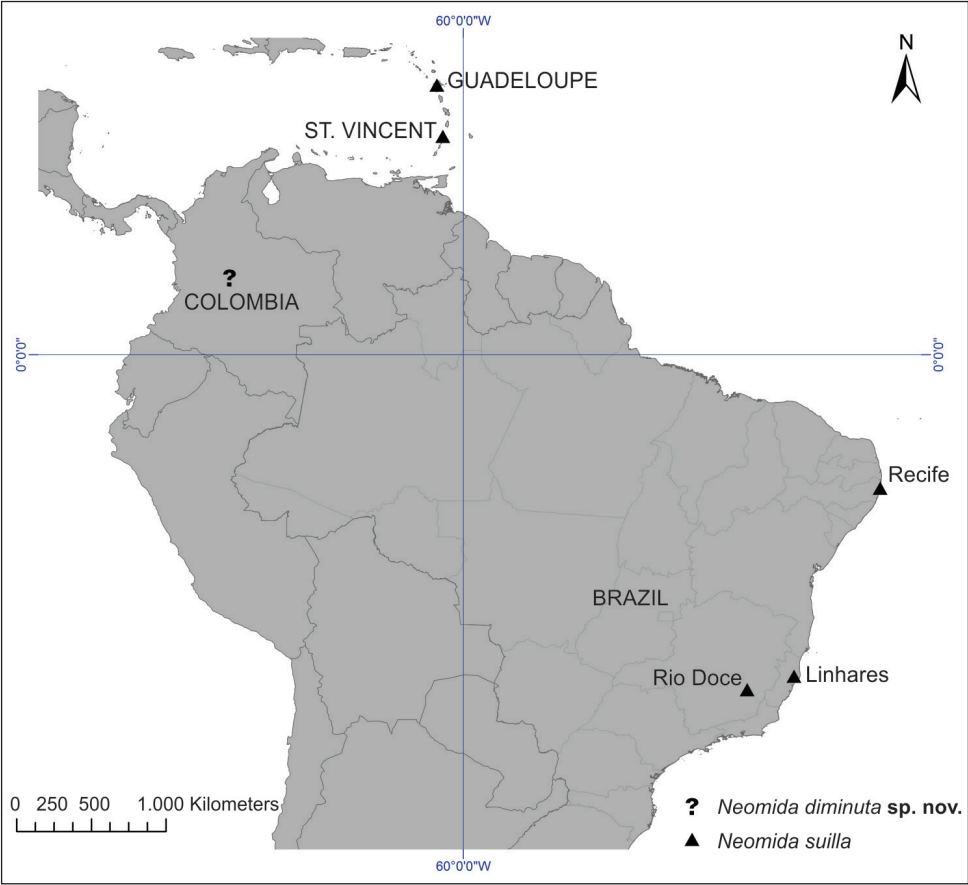 60°0'0"W
N
GUADELOUPE
ST. VINCENT
?
COLOMBIA
0°0'0"
0°0'0"
Recife
BRAZIL
Rio Doce
Linhares
0 250 500 1.000 Kilometers
? Neomida diminuta sp. nov.
Neomida suilla
60°0'0"W